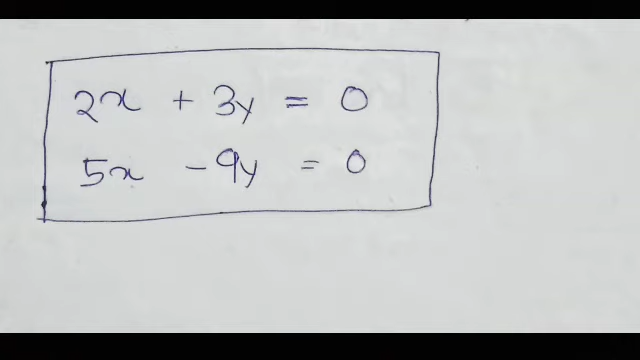 2x + 3y = 0
5x - 9y = 0